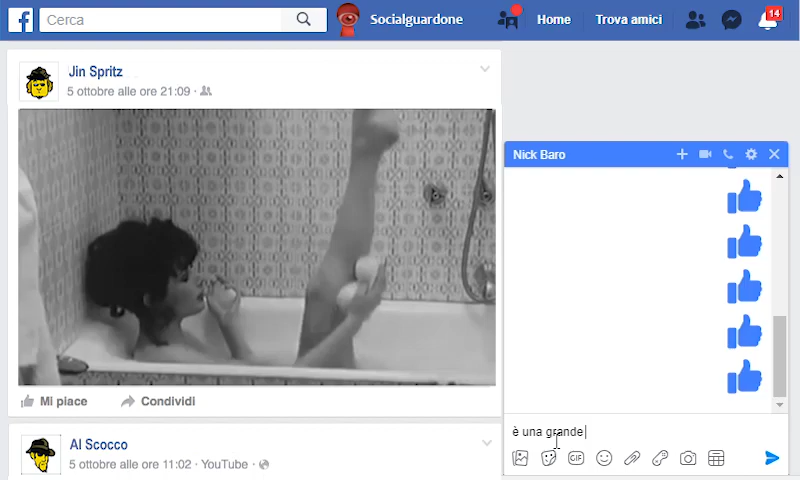 f
Cerca
Socialguardone
Home
Trova amici
14
Jin Spritz
5 ottobre alle ore 21:09 ·
Mi piace
Condividi
Al Scocco
5 ottobre alle ore 11:02 · YouTube ·
Nick Baro
è una grande
GIF